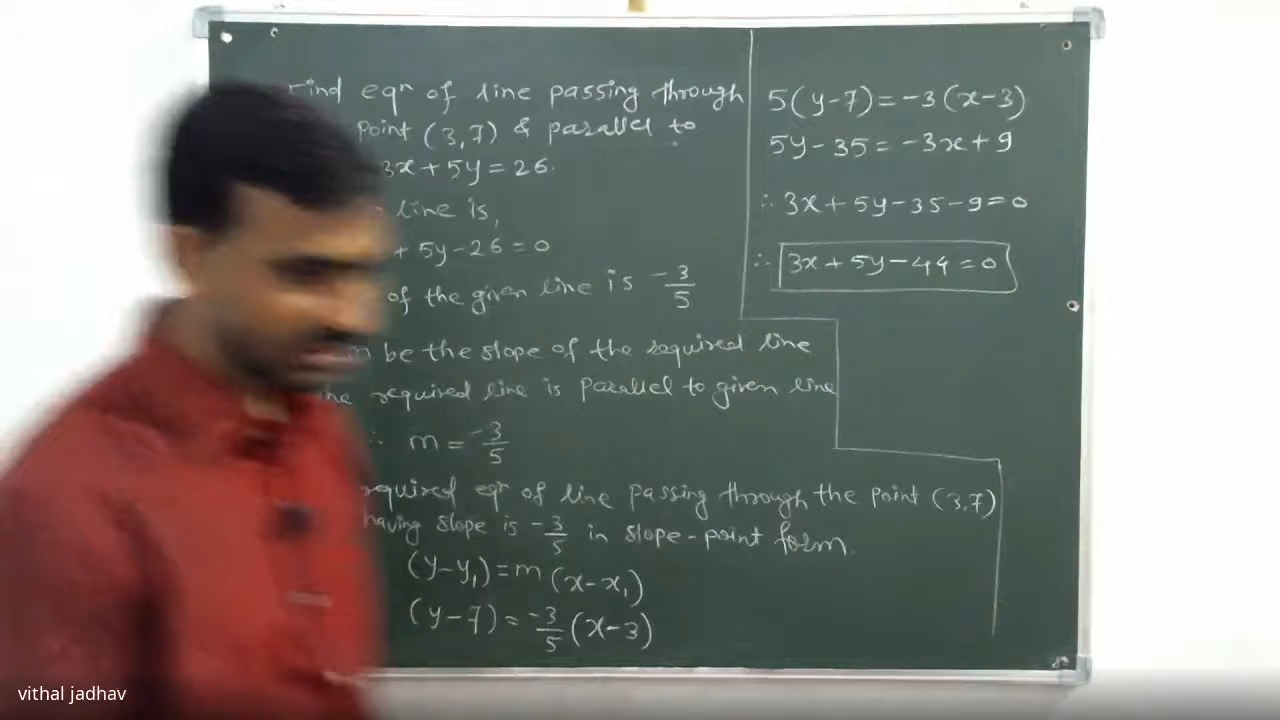 Find eqn of line passing through
Point (3,7) & parallel to
3x+5y=26.
line is,
+5y-26=0
of the given line is -3/5
m be the slope of the required line
the required line is parallel to given line
∴ m = -3/5
required eqn of line passing through the point (3,7)
having slope is -3/5 in slope-point form.
(y-y₁)=m(x-x₁)
(y-7)=-3/5(x-3)
5(y-7)=-3(x-3)
5y-35=-3x+9
∴ 3x+5y-35-9=0
∴ 3x+5y-44=0
vithal jadhav